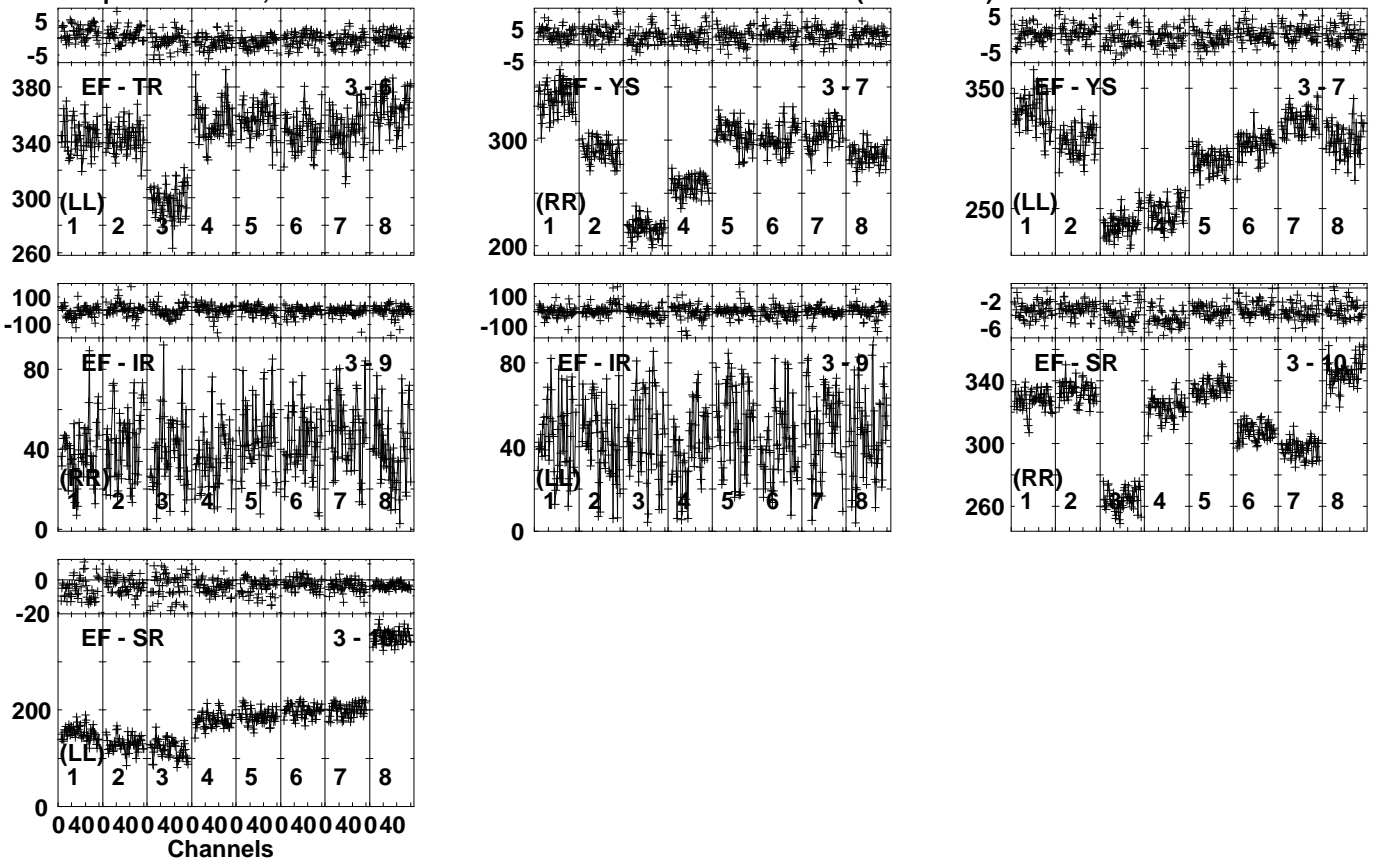 5
-5
380
340
300
260
EF - TR
3 - 6
(LL)
1 2 3 4 5 6 7 8
5
-5
300
200
EF - YS
3 - 7
(RR)
1 2 3 4 5 6 7 8
5
-5
350
250
EF - YS
3 - 7
(LL)
1 2 3 4 5 6 7 8
100
-100
80
40
0
EF - IR
3 - 9
(RR)
1 2 3 4 5 6 7 8
100
-100
80
40
0
EF - IR
3 - 9
(LL)
1 2 3 4 5 6 7 8
-2
-6
340
300
260
EF - SR
3 - 10
(RR)
1 2 3 4 5 6 7 8
0
-20
200
0
EF - SR
3 - 10
(LL)
1 2 3 4 5 6 7 8
0 40 0 40 0 40 0 40 0 40 0 40 0 40 0 40
Channels